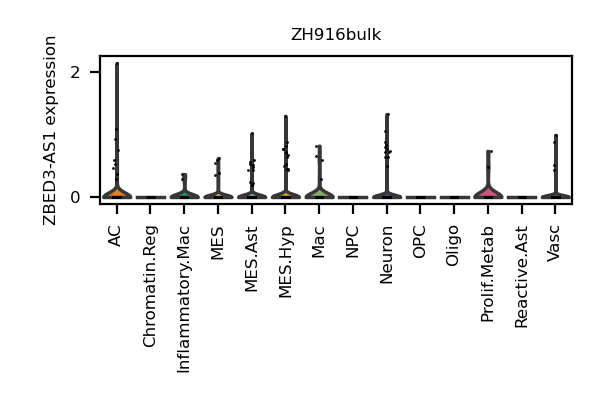 ZH916bulk
ZBED3-AS1 expression
2
0
AC
Chromatin.Reg
Inflammatory.Mac
MES
MES.Ast
MES.Hyp
Mac
NPC
Neuron
OPC
Oligo
Prolif.Metab
Reactive.Ast
Vasc